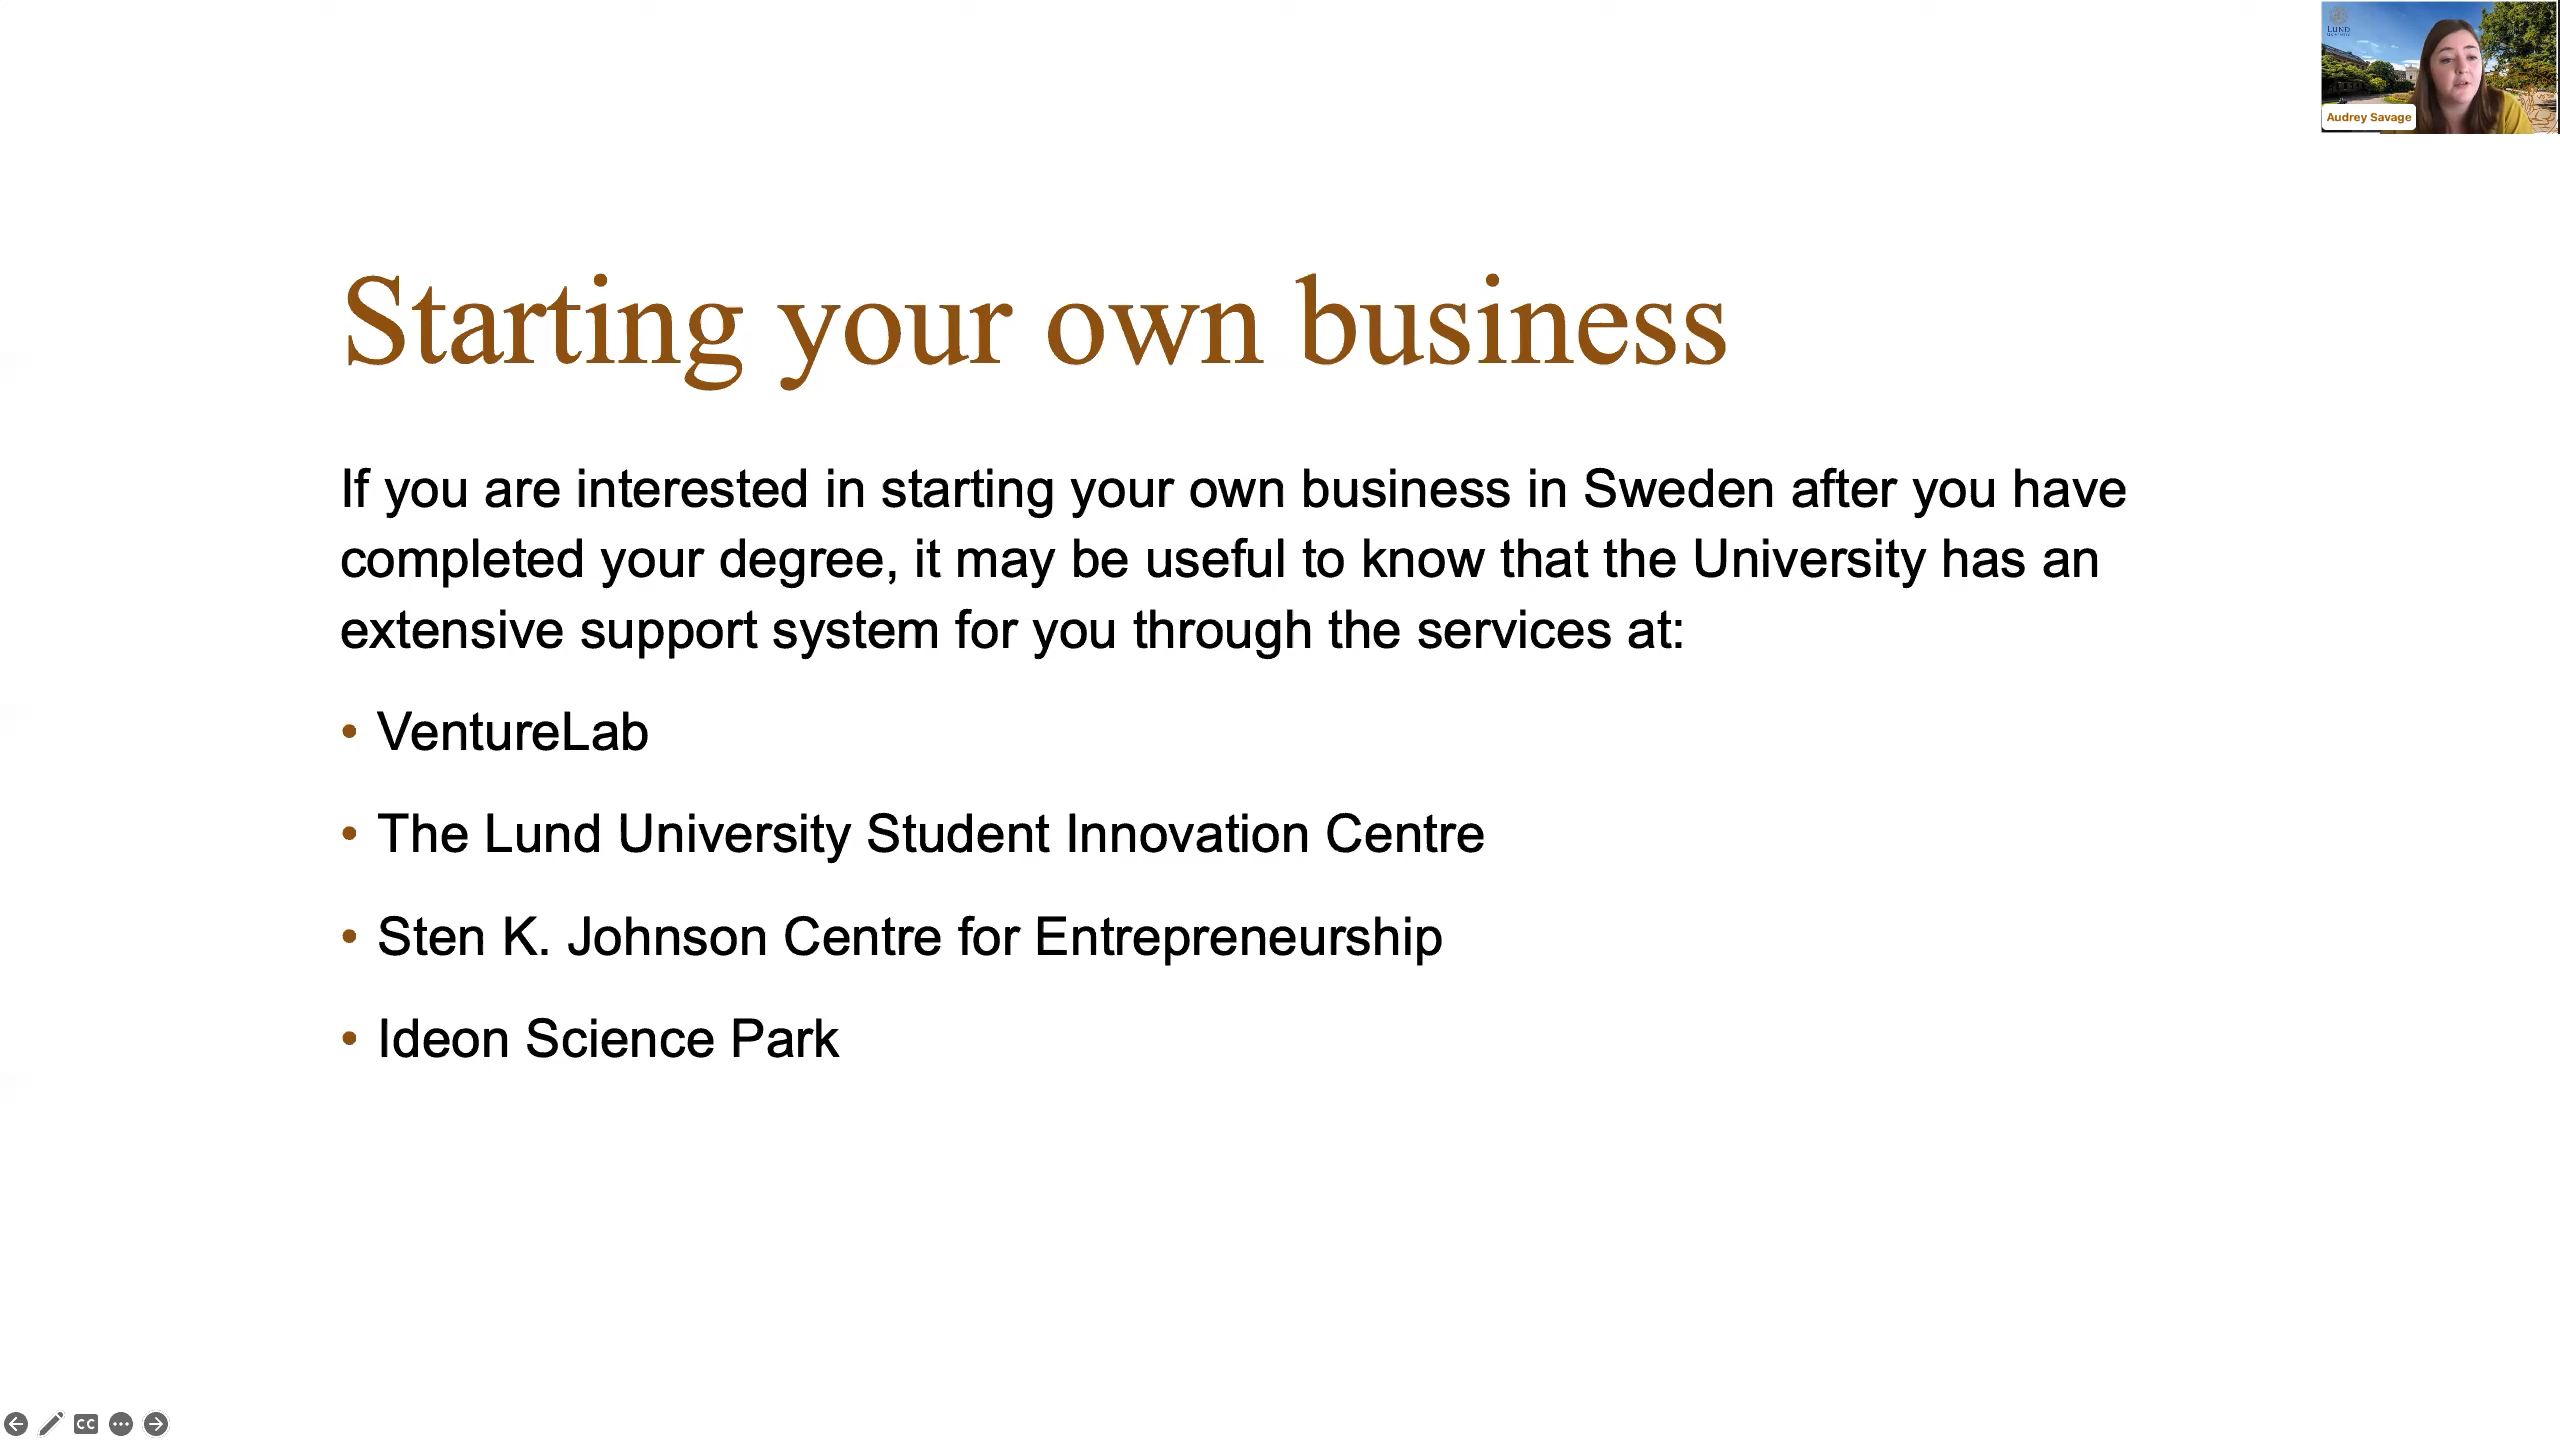 LUND
UNIVERSITY
Audrey Savage
Starting your own business
If you are interested in starting your own business in Sweden after you have
completed your degree, it may be useful to know that the University has an
extensive support system for you through the services at:
• VentureLab
• The Lund University Student Innovation Centre
• Sten K. Johnson Centre for Entrepreneurship
• Ideon Science Park
CC